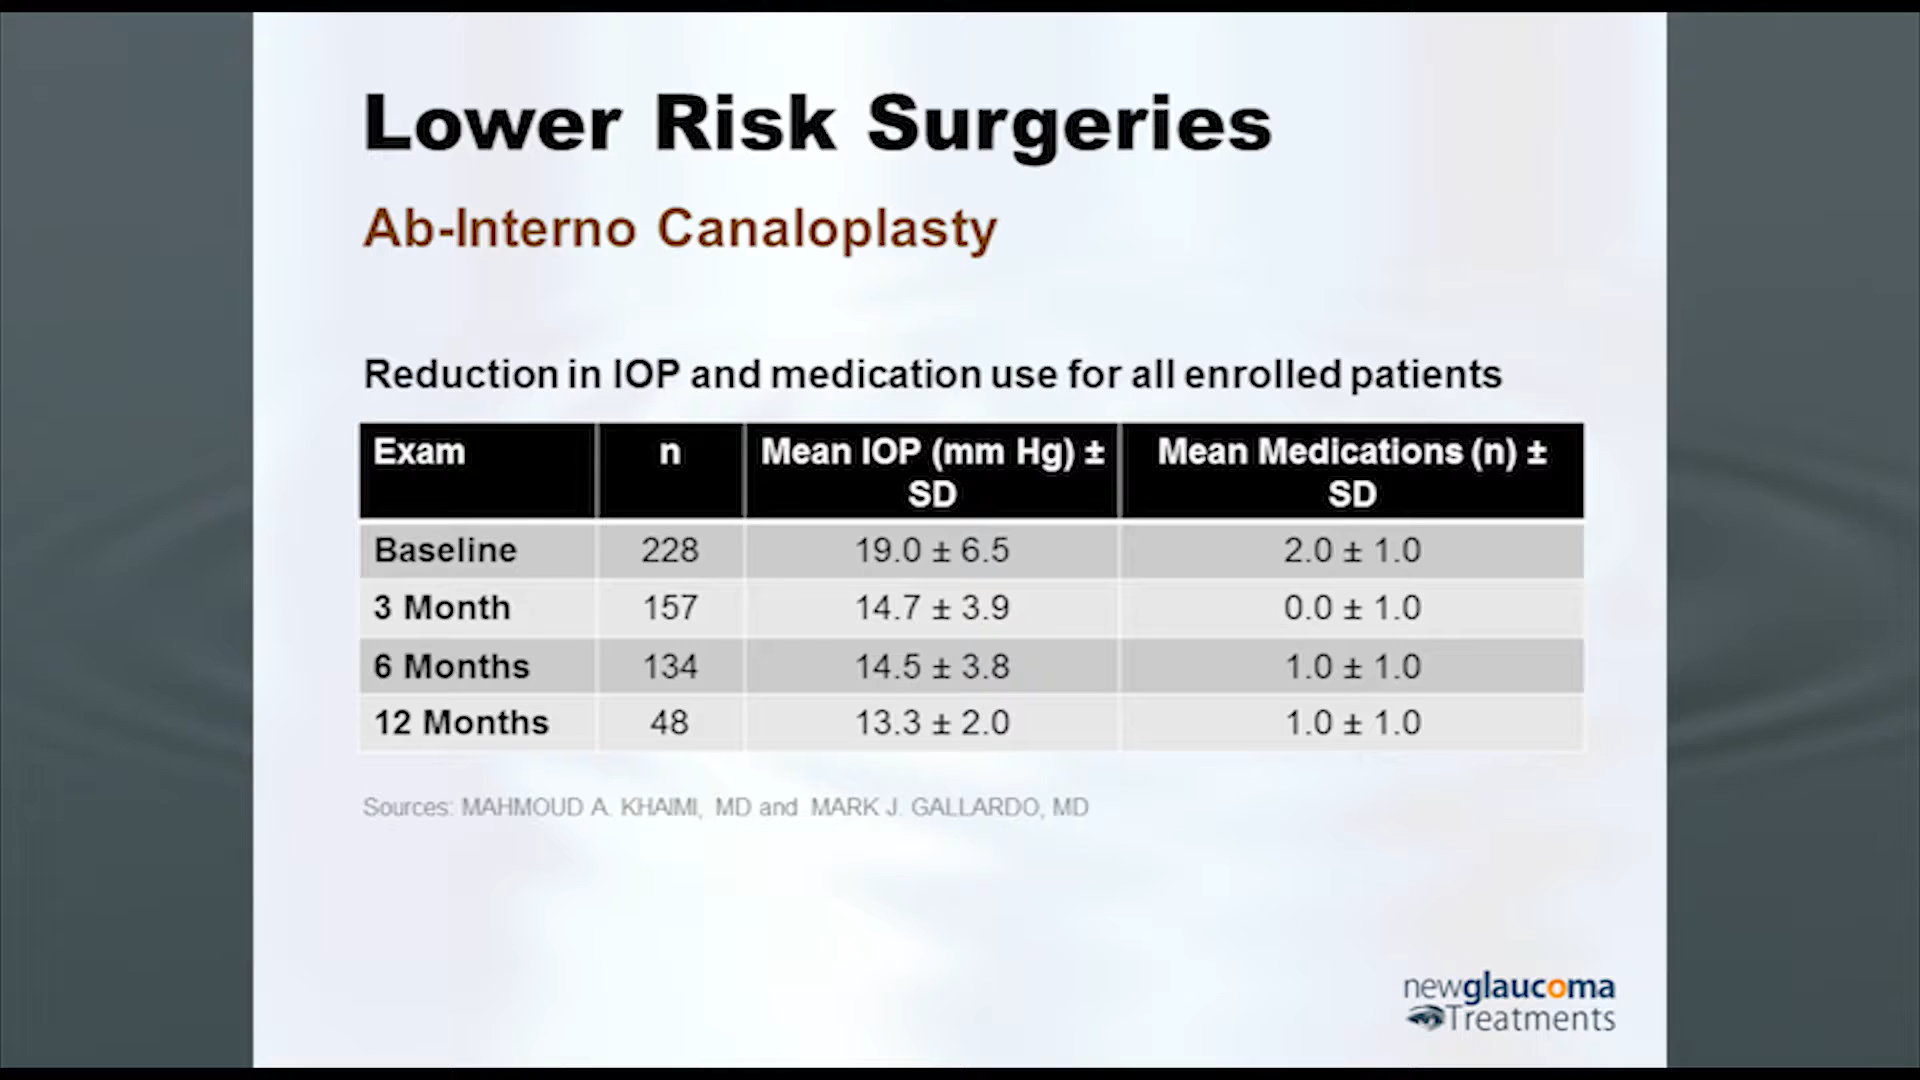 Lower Risk Surgeries
Ab-Interno Canaloplasty
Reduction in IOP and medication use for all enrolled patients
Exam n Mean IOP (mm Hg) ± SD Mean Medications (n) ± SD
Baseline 228 19.0 ± 6.5 2.0 ± 1.0
3 Month 157 14.7 ± 3.9 0.0 ± 1.0
6 Months 134 14.5 ± 3.8 1.0 ± 1.0
12 Months 48 13.3 ± 2.0 1.0 ± 1.0
Sources: MAHMOUD A. KHAIMI, MD and MARK J. GALLARDO, MD
newglaucoma
Treatments